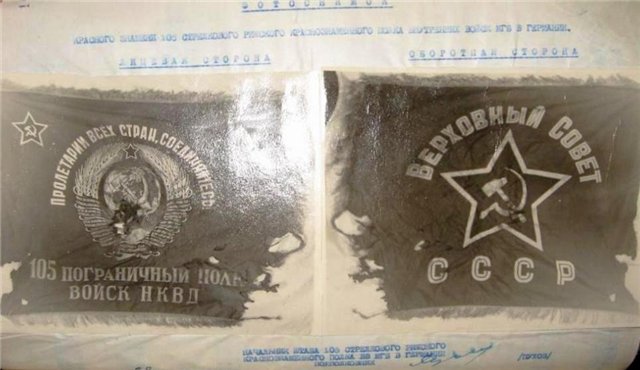 ФОТОСНИМОК
КРАСНОГО ЗНАМЕНИ 105 СТРЕЛКОВОГО РИЖСКОГО КРАСНОЗНАМЕННОГО ПОЛКА ВНУТРЕННИХ ВОЙСК МГБ В ГЕРМАНИИ.
ЛИЦЕВАЯ СТОРОНА
ОБОРОТНАЯ СТОРОНА
ПРОЛЕТАРИИ ВСЕХ СТРАН, СОЕДИНЯЙТЕСЬ
105 ПОГРАНИЧНЫЙ ПОЛК
ВОЙСК НКВД
ВЕРХОВНЫЙ СОВЕТ
СССР
НАЧАЛЬНИК ШТАБА 105 СТРЕЛКОВОГО РИЖСКОГО
КРАСНОЗНАМЕННОГО ПОЛКА ВВ МГБ В ГЕРМАНИИ
ПОДПОЛКОВНИК